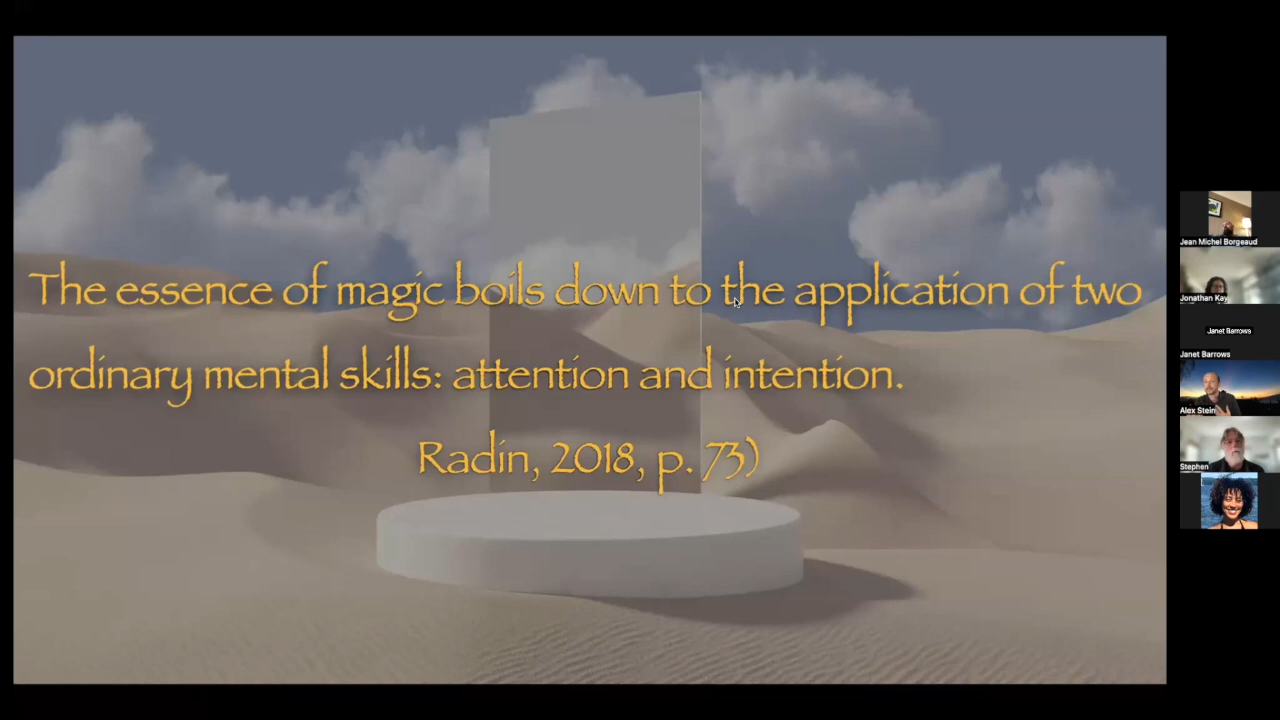 The essence of magic boils down to the application of two
ordinary mental skills: attention and intention.
Radin, 2018, p. 73)
Jean Michel Borgeaud
Jonathan Kay
Janet Barrows
Janet Barrows
Alex Stein
Stephen